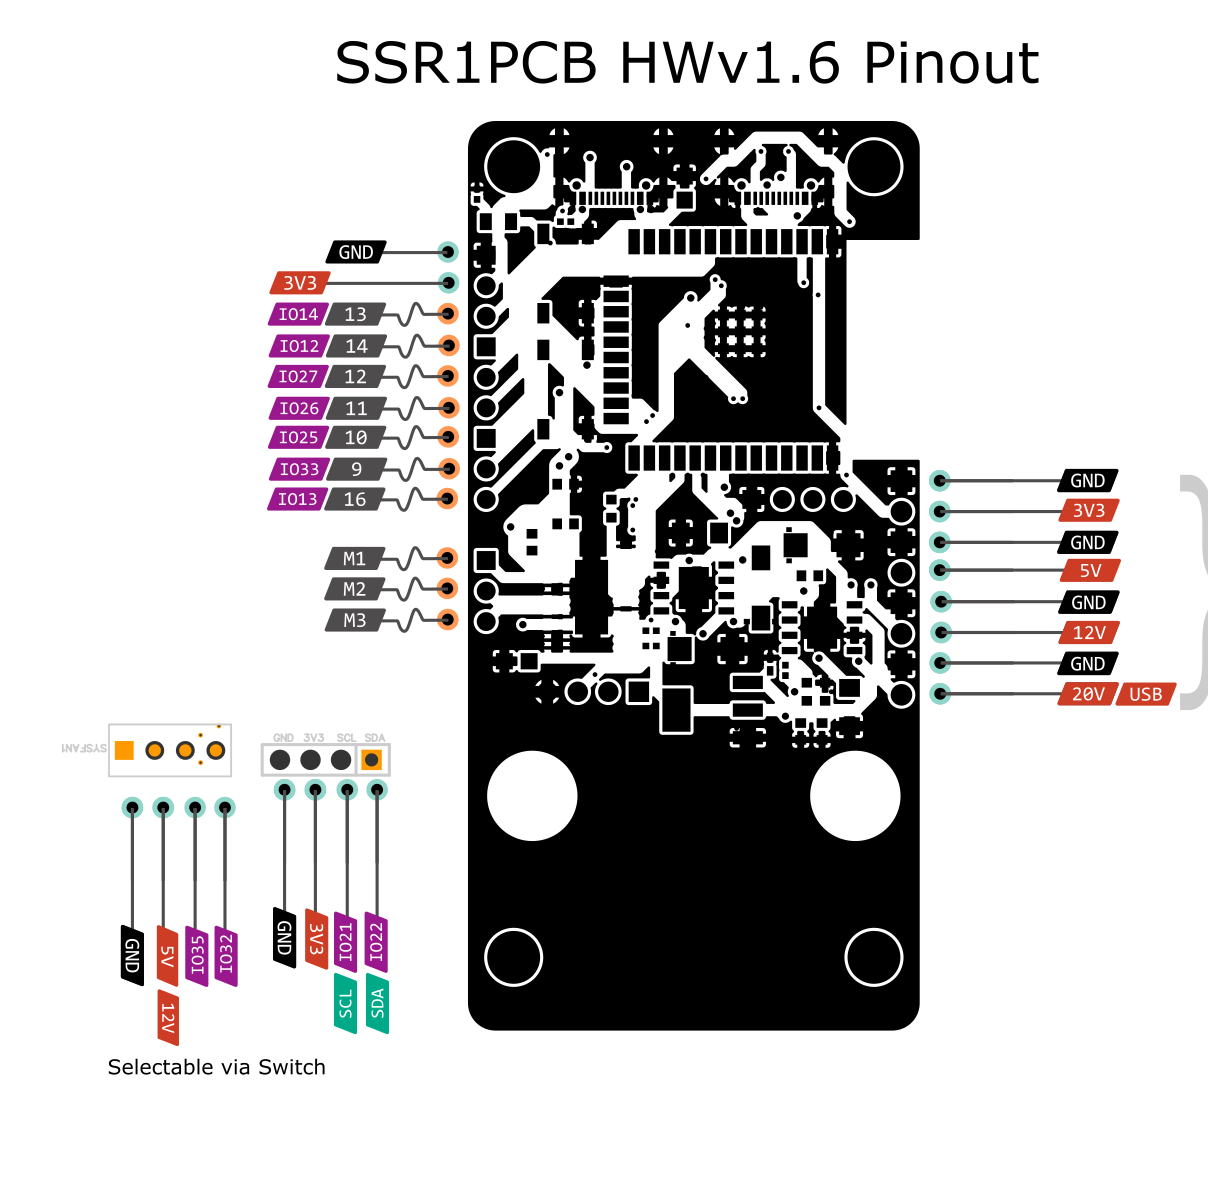 SSR1PCB HWv1.6 Pinout
GND
3V3
IO14 13
IO12 14
IO27 12
IO26 11
IO25 10
IO33 9
IO13 16
M1
M2
M3
GND
3V3
GND
5V
GND
12V
GND
20V USB
SYSFAN1
GND 3V3 SCL SDA
GND 5V IO35 IO32
12V
GND 3V3 IO21 IO22
SCL SDA
Selectable via Switch